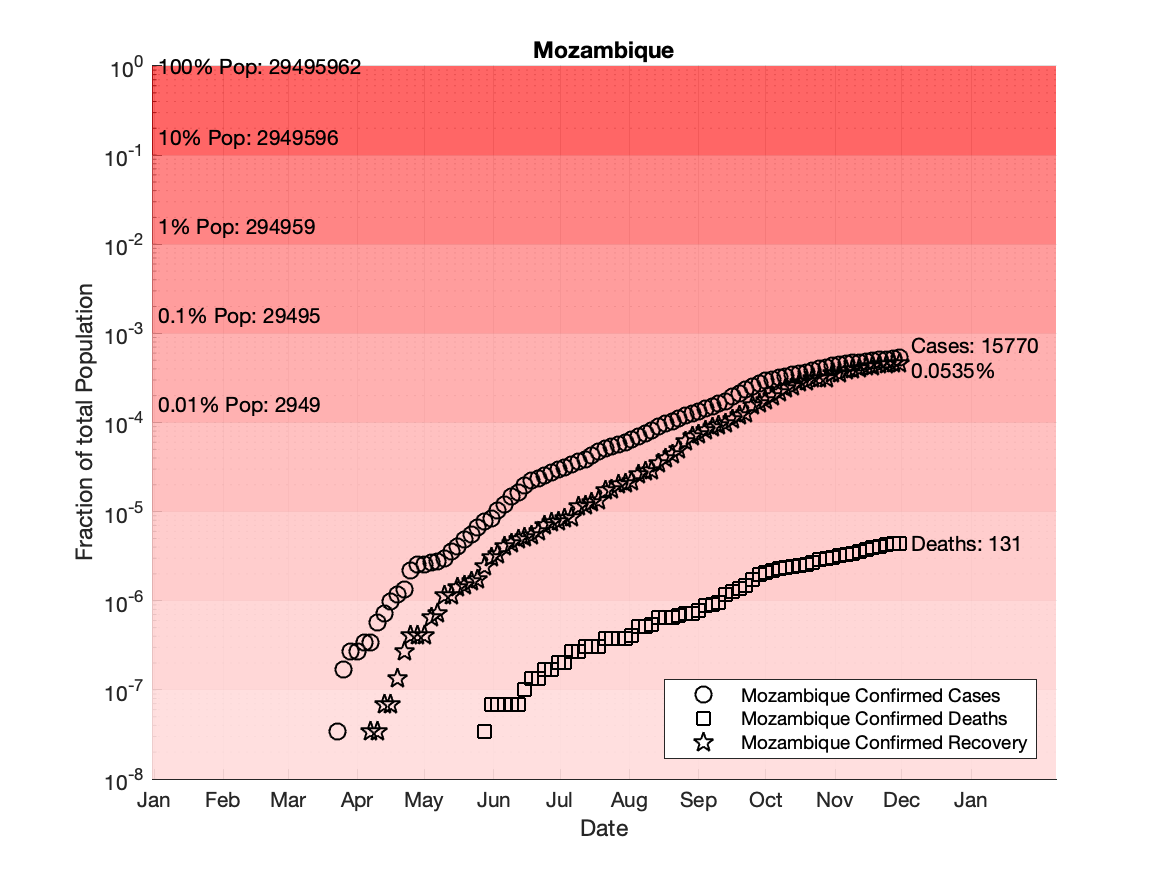 Mozambique
10^0
100% Pop: 29495962
10% Pop: 2949596
10^-1
1% Pop: 294959
10^-2
0.1% Pop: 29495
10^-3
Cases: 15770
0.0535%
0.01% Pop: 2949
10^-4
10^-5
Deaths: 131
10^-6
10^-7
10^-8
Fraction of total Population
Mozambique Confirmed Cases
Mozambique Confirmed Deaths
Mozambique Confirmed Recovery
Jan Feb Mar Apr May Jun Jul Aug Sep Oct Nov Dec Jan
Date